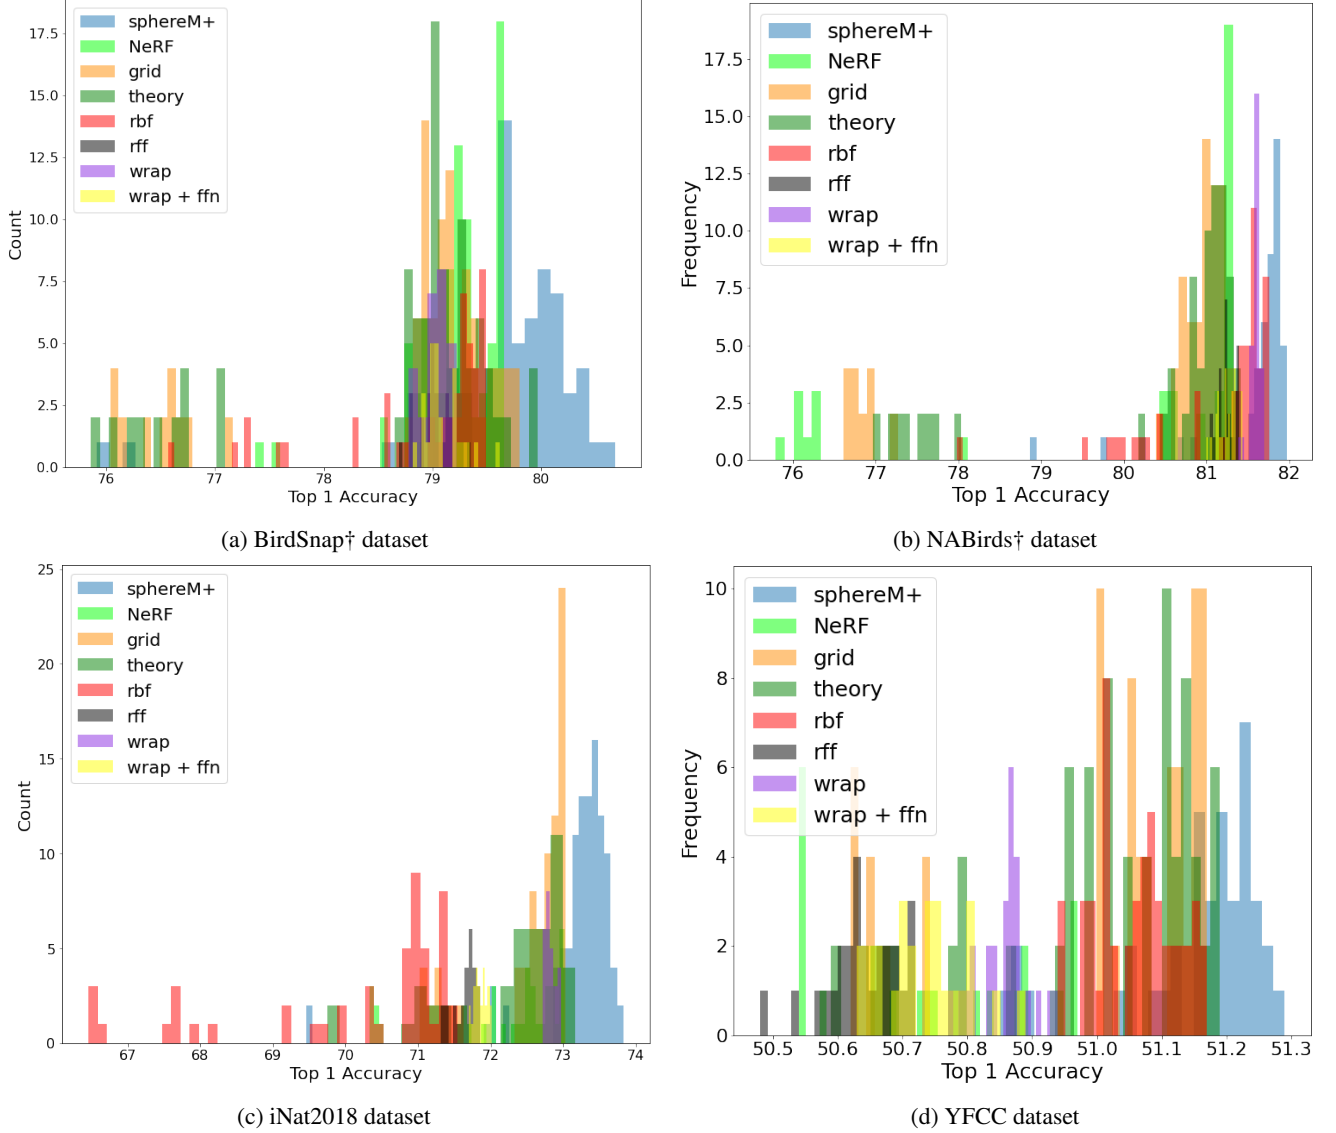 17.5
15.0
12.5
10.0
7.5
5.0
2.5
0.0
Count
sphereM+
NeRF
grid
theory
rbf
rff
wrap
wrap + ffn
76 77 78 79 80
Top 1 Accuracy
(a) BirdSnap† dataset
17.5
15.0
12.5
10.0
7.5
5.0
2.5
0.0
Frequency
sphereM+
NeRF
grid
theory
rbf
rff
wrap
wrap + ffn
76 77 78 79 80 81 82
Top 1 Accuracy
(b) NABirds† dataset
25
20
15
10
5
0
Count
sphereM+
NeRF
grid
theory
rbf
rff
wrap
wrap + ffn
67 68 69 70 71 72 73 74
Top 1 Accuracy
(c) iNat2018 dataset
10
8
6
4
2
0
Frequency
sphereM+
NeRF
grid
theory
rbf
rff
wrap
wrap + ffn
50.5 50.6 50.7 50.8 50.9 51.0 51.1 51.2 51.3
Top 1 Accuracy
(d) YFCC dataset